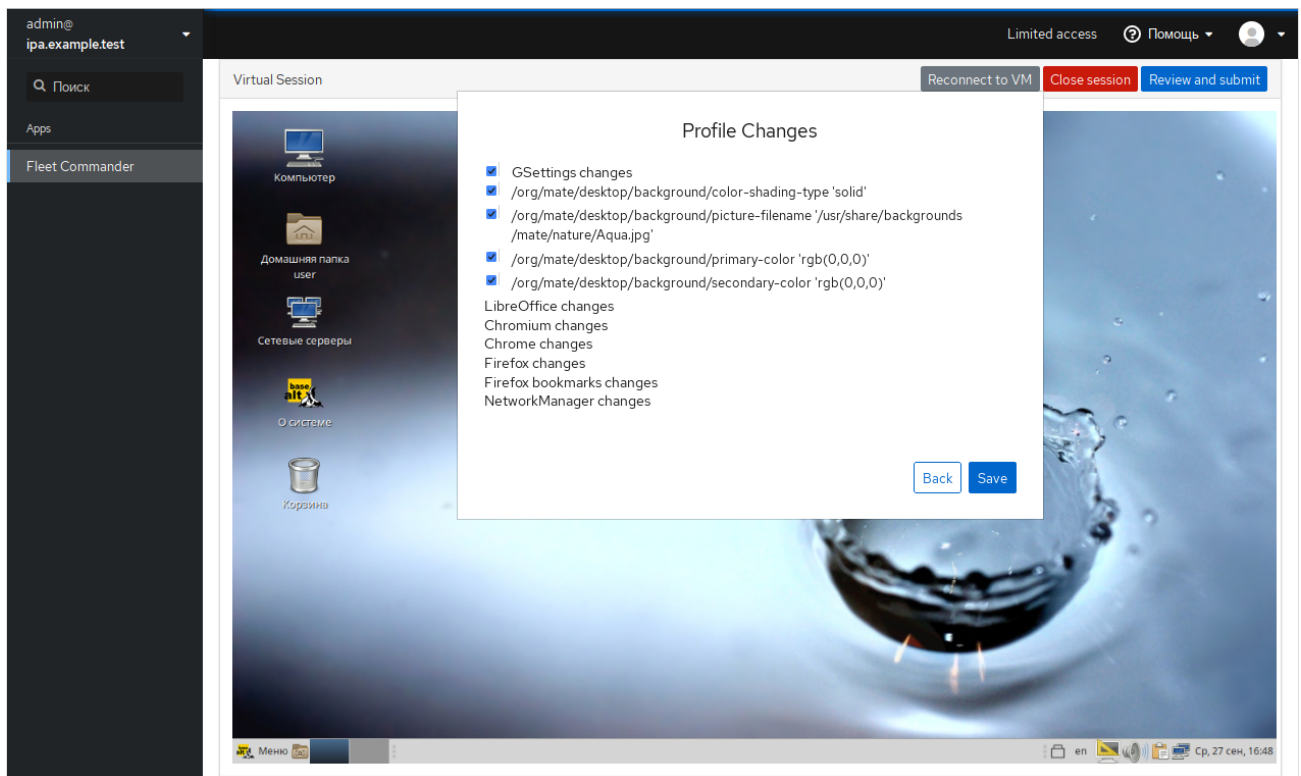 admin@
ipa.example.test
Limited access
Помощь
Поиск
Apps
Fleet Commander
Virtual Session
Reconnect to VM
Close session
Review and submit
Profile Changes
GSettings changes
/org/mate/desktop/background/color-shading-type 'solid'
/org/mate/desktop/background/picture-filename '/usr/share/backgrounds
/mate/nature/Aqua.jpg'
/org/mate/desktop/background/primary-color 'rgb(0,0,0)'
/org/mate/desktop/background/secondary-color 'rgb(0,0,0)'
LibreOffice changes
Chromium changes
Chrome changes
Firefox changes
Firefox bookmarks changes
NetworkManager changes
Back
Save
Компьютер
Домашняя папка
user
Сетевые серверы
base
alt
О системе
Корзина
Меню
en
Ср, 27 сен, 16:48